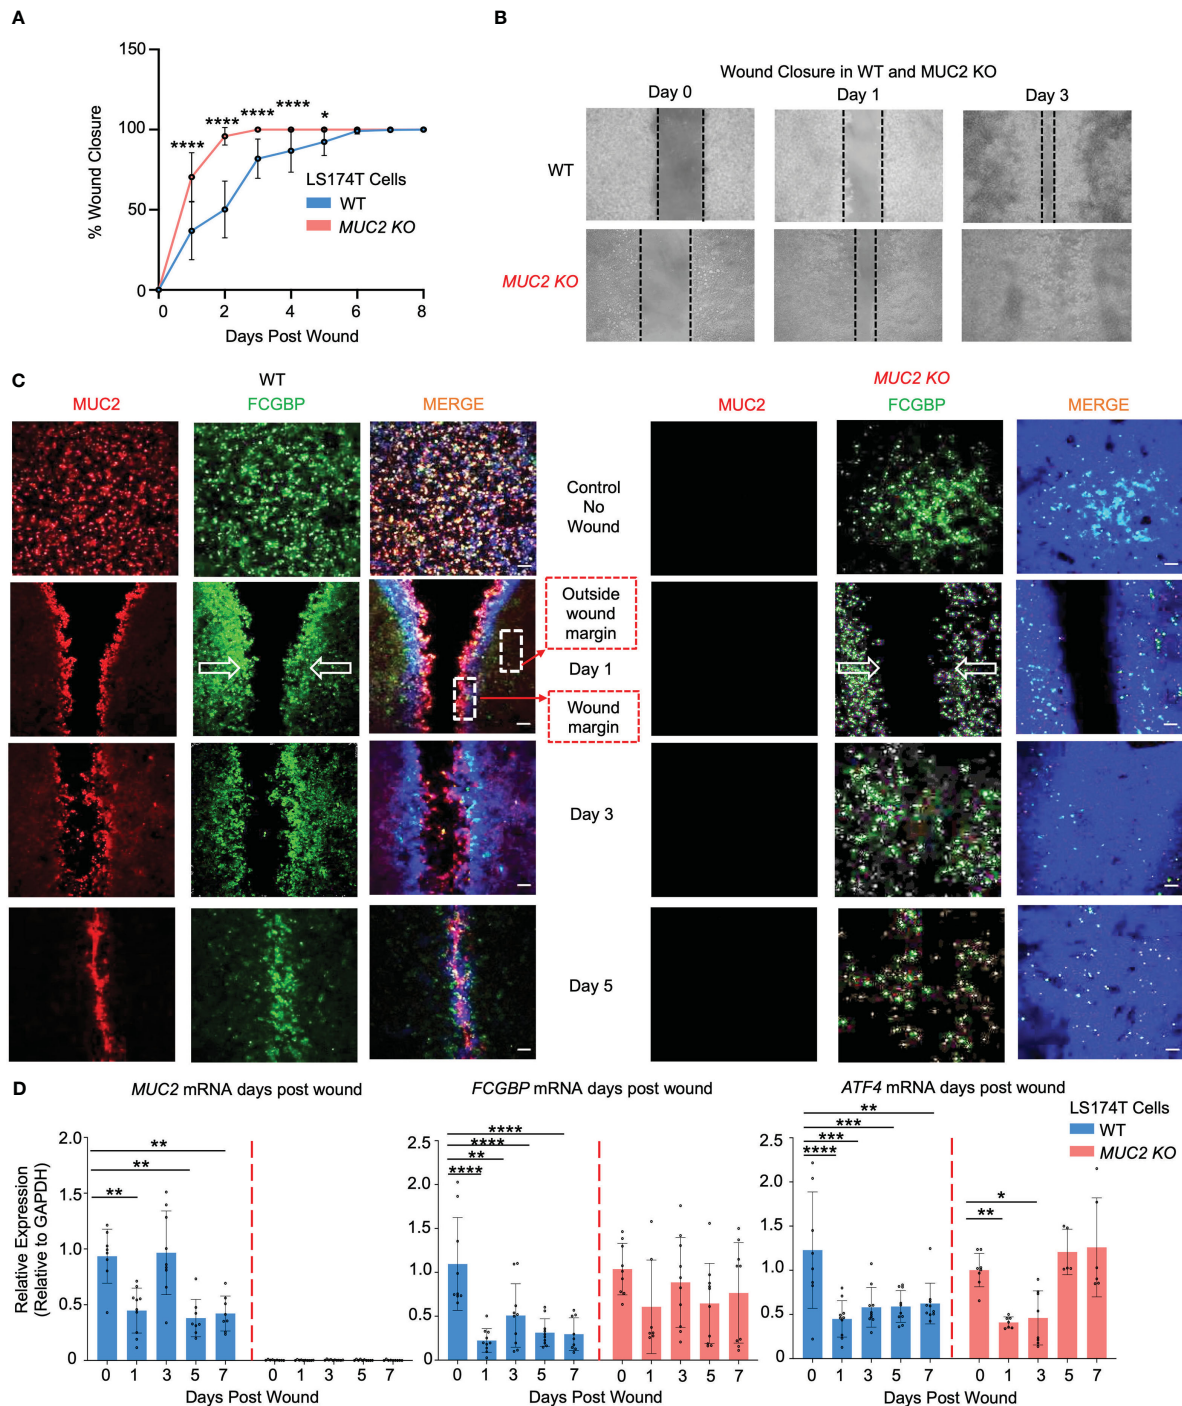 A
150
100
50
0
% Wound Closure
****
****
****
****
*
LS174T Cells
WT
MUC2 KO
0 2 4 6 8
Days Post Wound
B
Wound Closure in WT and MUC2 KO
Day 0 Day 1 Day 3
WT
MUC2 KO
C
WT
MUC2 FCGBP MERGE
MUC2 KO
MUC2 FCGBP MERGE
Control
No
Wound
Outside
wound
margin
Day 1
Wound
margin
Day 3
Day 5
D
MUC2 mRNA days post wound
Relative Expression
(Relative to GAPDH)
2.0
1.5
1.0
0.5
0
**
**
**
0 1 3 5 7 0 1 3 5 7
Days Post Wound
FCGBP mRNA days post wound
2.5
2.0
1.5
1.0
0.5
0
****
****
**
****
0 1 3 5 7 0 1 3 5 7
Days Post Wound
ATF4 mRNA days post wound
LS174T Cells
WT
MUC2 KO
2.5
2.0
1.5
1.0
0.5
0
**
***
***
****
*
**
0 1 3 5 7 0 1 3 5 7
Days Post Wound